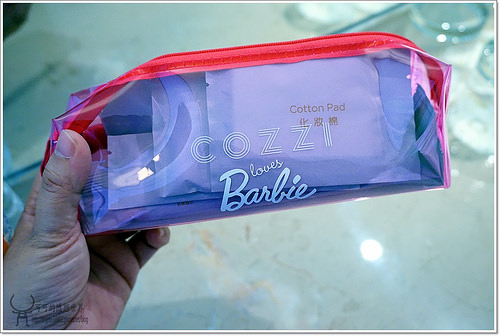 Cotton Pad
化妝棉
COZZI
loves
Barbie